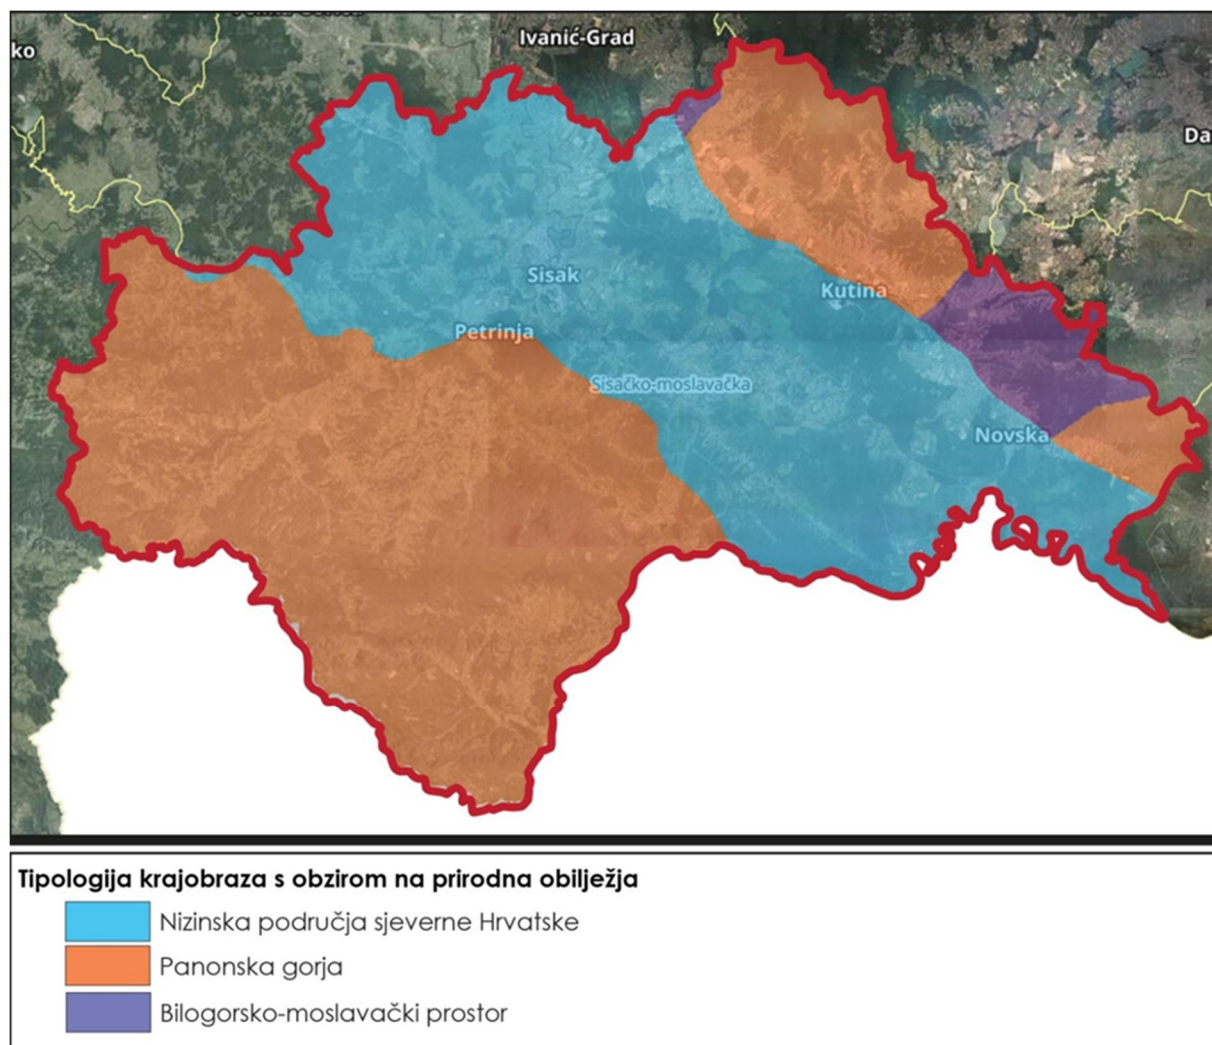 Ivanić-Grad
ko
Da
Sisak
Kutina
Petrinja
Sisačko-moslavačka
Novska
Tipologija krajobraza s obzirom na prirodna obilježja
Nizinska područja sjeverne Hrvatske
Panonska gorja
Bilogorsko-moslavački prostor